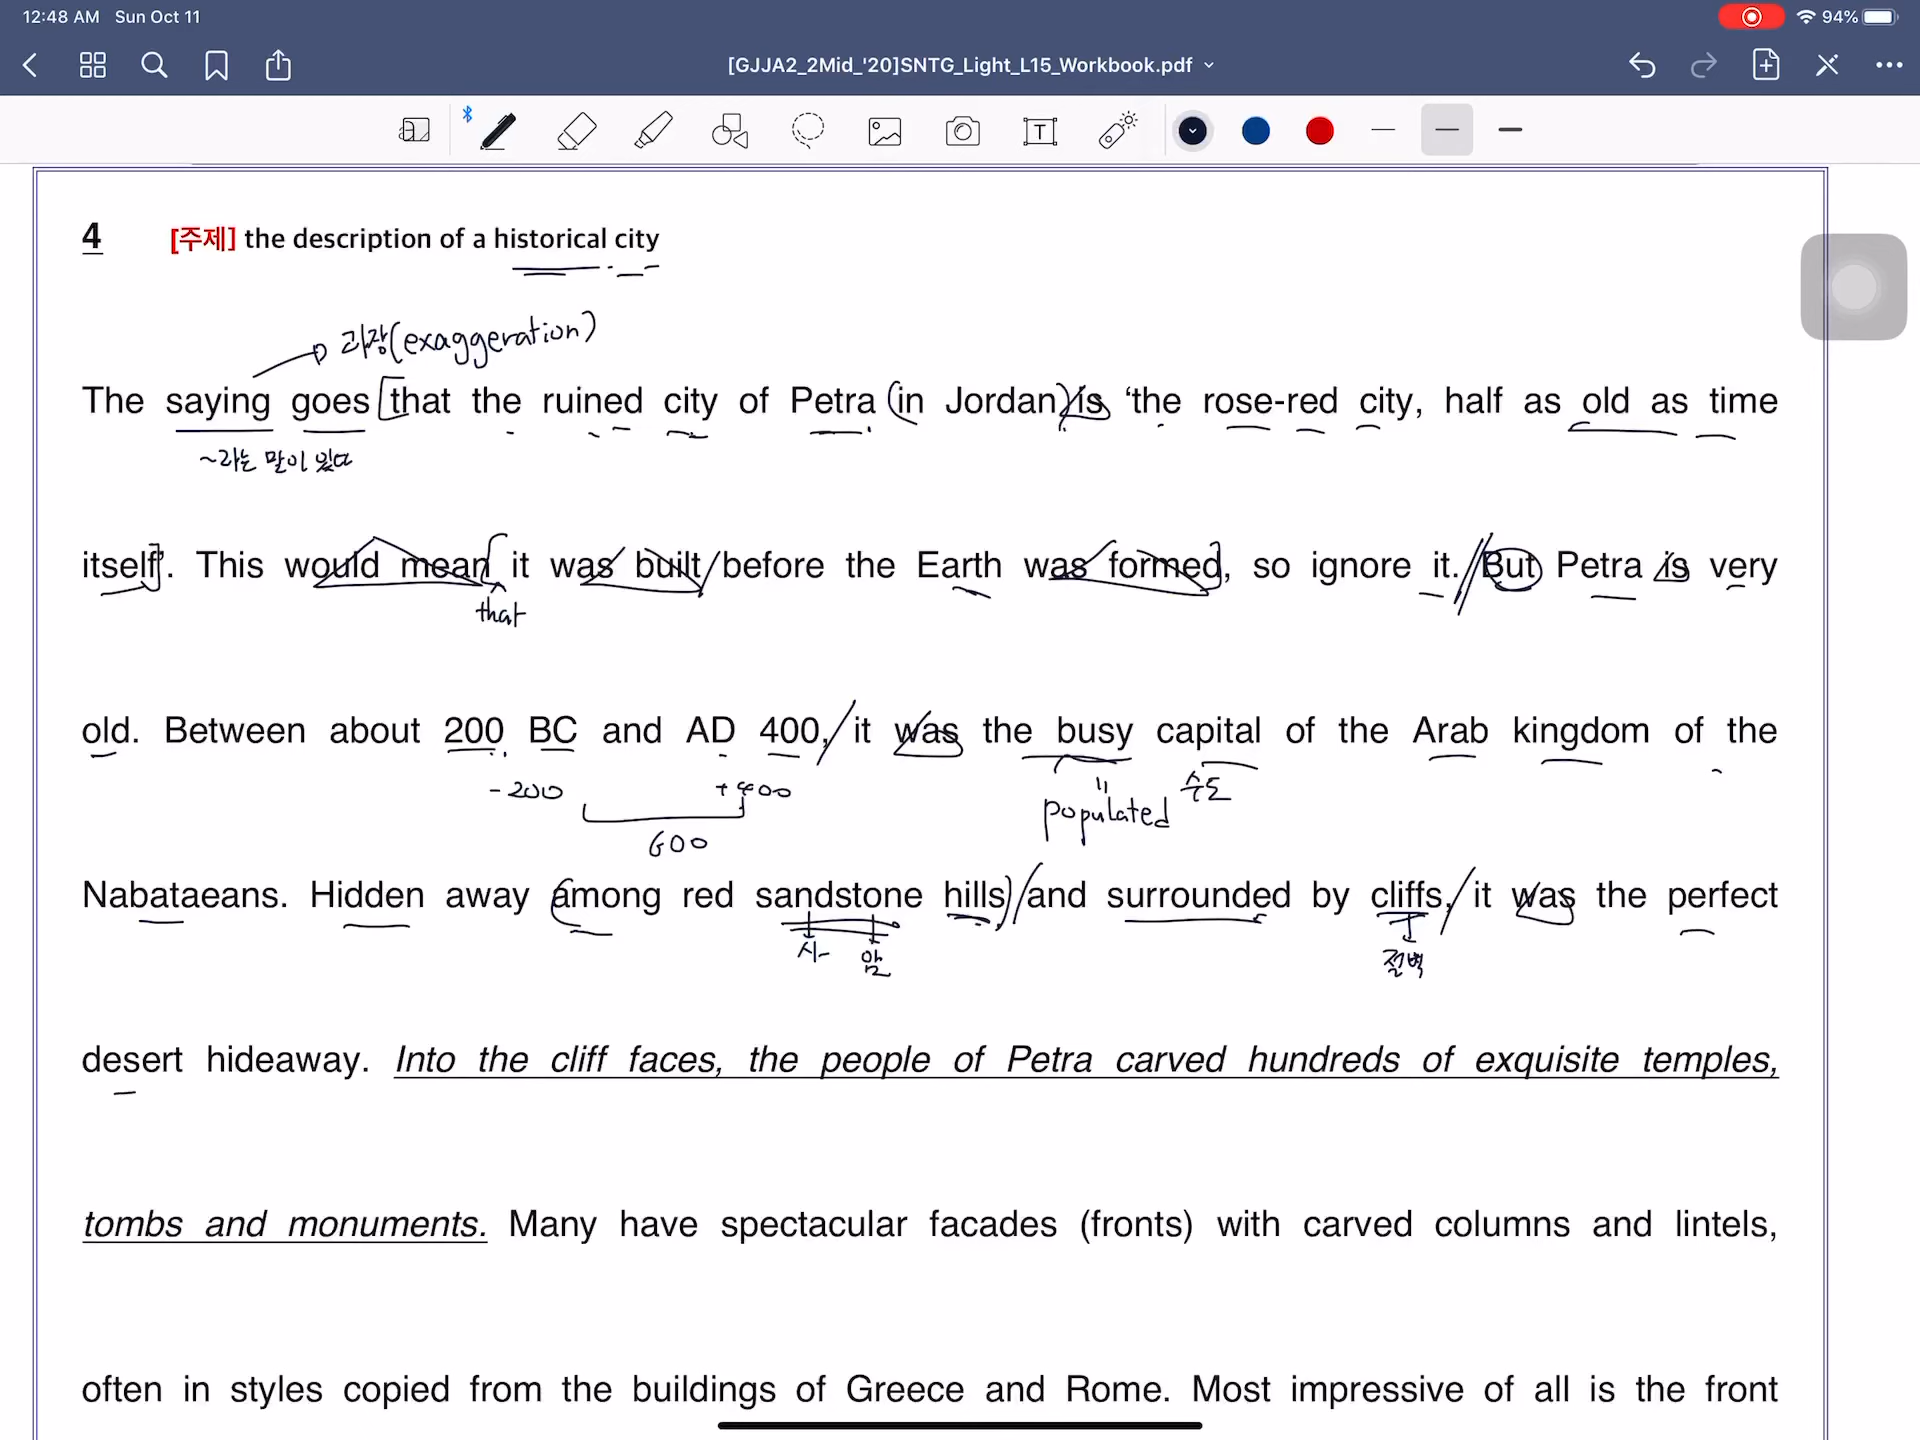 12:48 AM Sun Oct 11
94%
[GJJA2_2Mid_'20]SNTG_Light_L15_Workbook.pdf
4 [주제] the description of a historical city
과장(exaggeration)
The saying goes that the ruined city of Petra (in Jordan) is ‘the rose-red city, half as old as time
~라는 말이 있다
itself’. This would mean it was built before the Earth was formed, so ignore it. But Petra is very
that
old. Between about 200 BC and AD 400, it was the busy capital of the Arab kingdom of the
-200 +400 수도
populated
600
Nabataeans. Hidden away among red sandstone hills and surrounded by cliffs, it was the perfect
사 암 절벽
desert hideaway. Into the cliff faces, the people of Petra carved hundreds of exquisite temples,
tombs and monuments. Many have spectacular facades (fronts) with carved columns and lintels,
often in styles copied from the buildings of Greece and Rome. Most impressive of all is the front